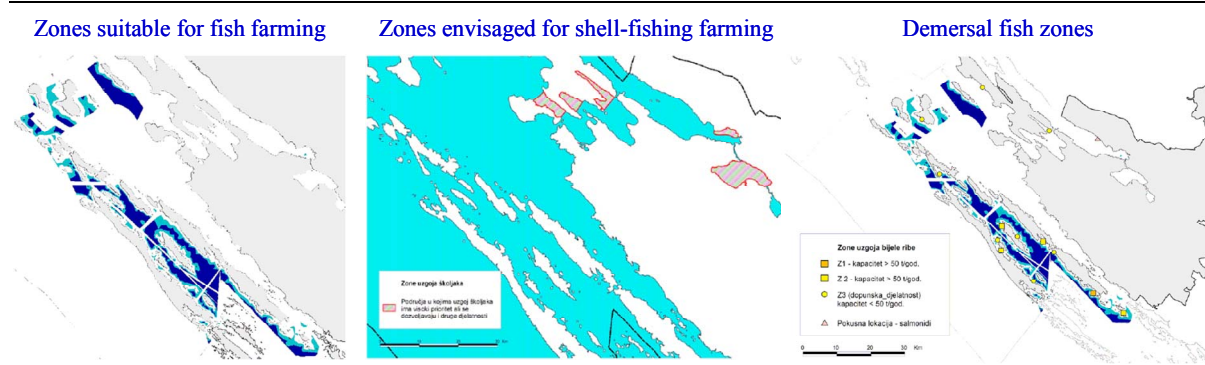 Zones suitable for fish farming
Zones envisaged for shell-fishing farming
Demersal fish zones
Zone uzgoja školjaka
Područja u kojima uzgoj školjaka
ima visoki prioritet ali se
dozvoljavaju i druge djelatnosti
Km
Zone uzgoja bijele ribe
Z1 - kapacitet > 50 t/god.
Z 2 - kapacitet > 50 t/god.
Z3 (dopunska_djelatnost)
kapacitet < 50 t/god.
Pokusna lokacija - salmonidi
0 10 20 30 Km